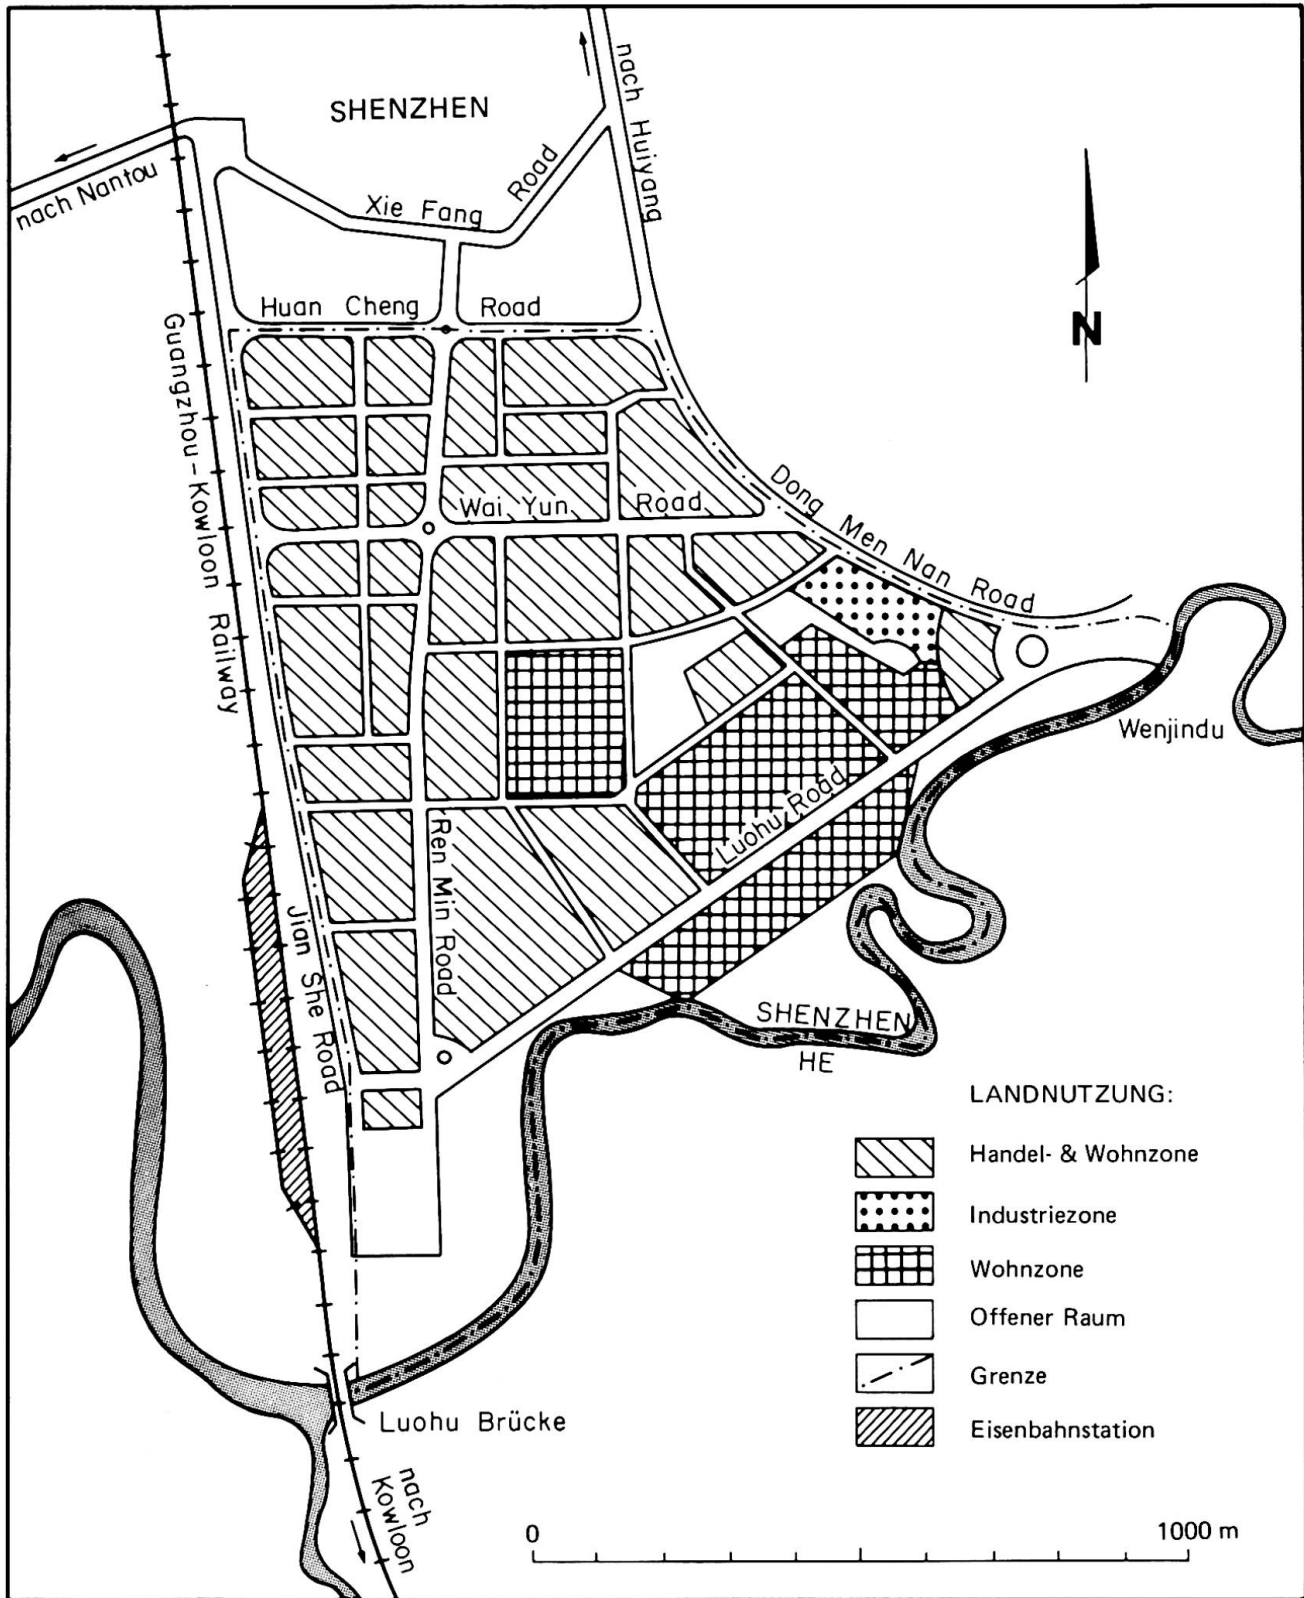 SHENZHEN
nach Huiyang
nach Nantou
Xie Fang Road
Huan Cheng Road
N
Guangzhou-Kowloon Railway
Wai Yun Road
Dong Men Nan Road
Wenjindu
Luohu Road
Ren Min Road
Jian She Road
SHENZHEN
HE
LANDNUTZUNG:
Handel- & Wohnzone
Industriezone
Wohnzone
Offener Raum
Grenze
Eisenbahnstation
Luohu Brücke
nach
Kowloon
0
1000 m